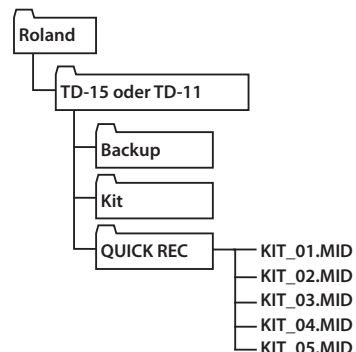 Roland
TD-15 oder TD-11
Backup
Kit
QUICK REC
KIT_01.MID
KIT_02.MID
KIT_03.MID
KIT_04.MID
KIT_05.MID